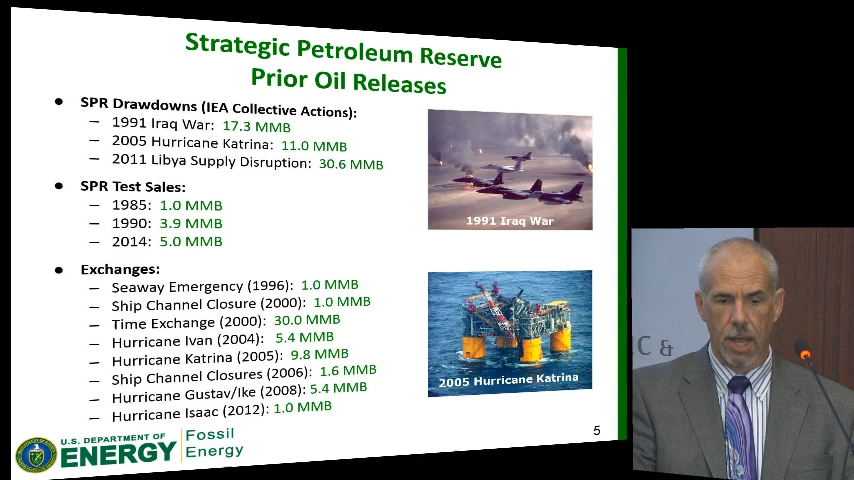 Strategic Petroleum Reserve
Prior Oil Releases
● SPR Drawdowns (IEA Collective Actions):
– 1991 Iraq War: 17.3 MMB
– 2005 Hurricane Katrina: 11.0 MMB
– 2011 Libya Supply Disruption: 30.6 MMB
● SPR Test Sales:
– 1985: 1.0 MMB
– 1990: 3.9 MMB
– 2014: 5.0 MMB
● Exchanges:
– Seaway Emergency (1996): 1.0 MMB
– Ship Channel Closure (2000): 1.0 MMB
– Time Exchange (2000): 30.0 MMB
– Hurricane Ivan (2004): 5.4 MMB
– Hurricane Katrina (2005): 9.8 MMB
– Ship Channel Closures (2006): 1.6 MMB
– Hurricane Gustav/Ike (2008): 5.4 MMB
– Hurricane Isaac (2012): 1.0 MMB
1991 Iraq War
2005 Hurricane Katrina
C &
U.S. DEPARTMENT OF
ENERGY
Fossil
Energy
5